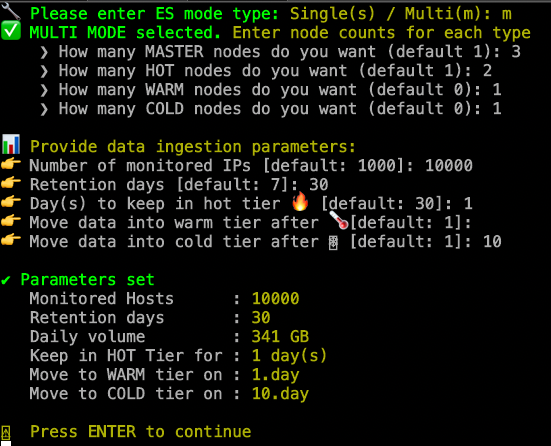 🔧 Please enter ES mode type: Single(s) / Multi(m): m
✅ MULTI MODE selected. Enter node counts for each type
❯ How many MASTER nodes do you want (default 1): 3
❯ How many HOT nodes do you want (default 1): 2
❯ How many WARM nodes do you want (default 0): 1
❯ How many COLD nodes do you want (default 0): 1
📊 Provide data ingestion parameters:
👉 Number of monitored IPs [default: 1000]: 10000
👉 Retention days [default: 7]: 30
👉 Day(s) to keep in hot tier 🔥 [default: 30]: 1
👉 Move data into warm tier after 🌡️[default: 1]:
👉 Move data into cold tier after [default: 1]: 10
✔ Parameters set
Monitored Hosts : 10000
Retention days : 30
Daily volume : 341 GB
Keep in HOT Tier for : 1 day(s)
Move to WARM tier on : 1.day
Move to COLD tier on : 10.day
Press ENTER to continue